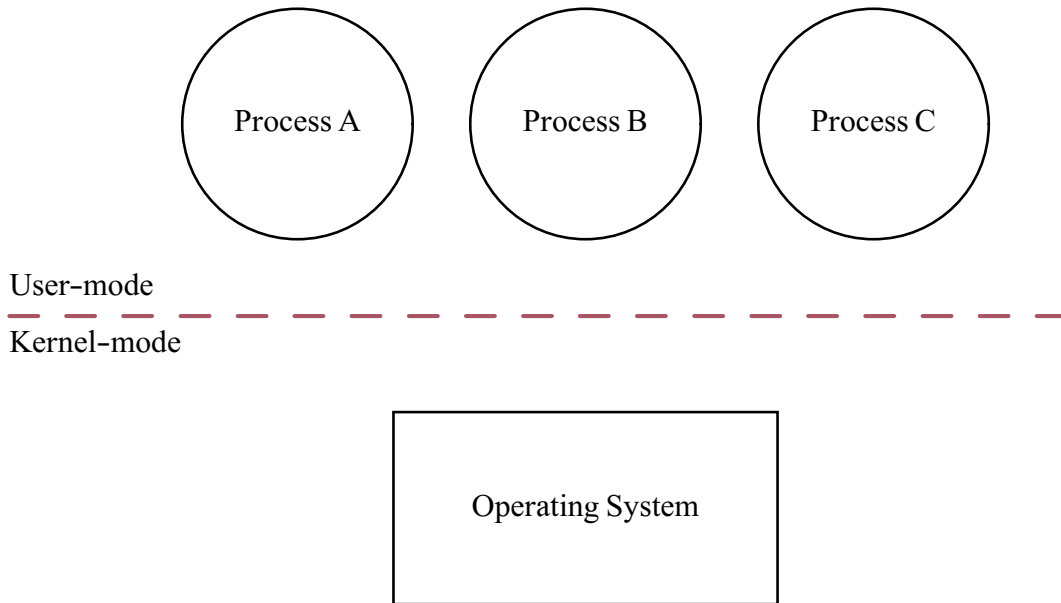 Process A
Process B
Process C
User-mode
Kernel-mode
Operating System